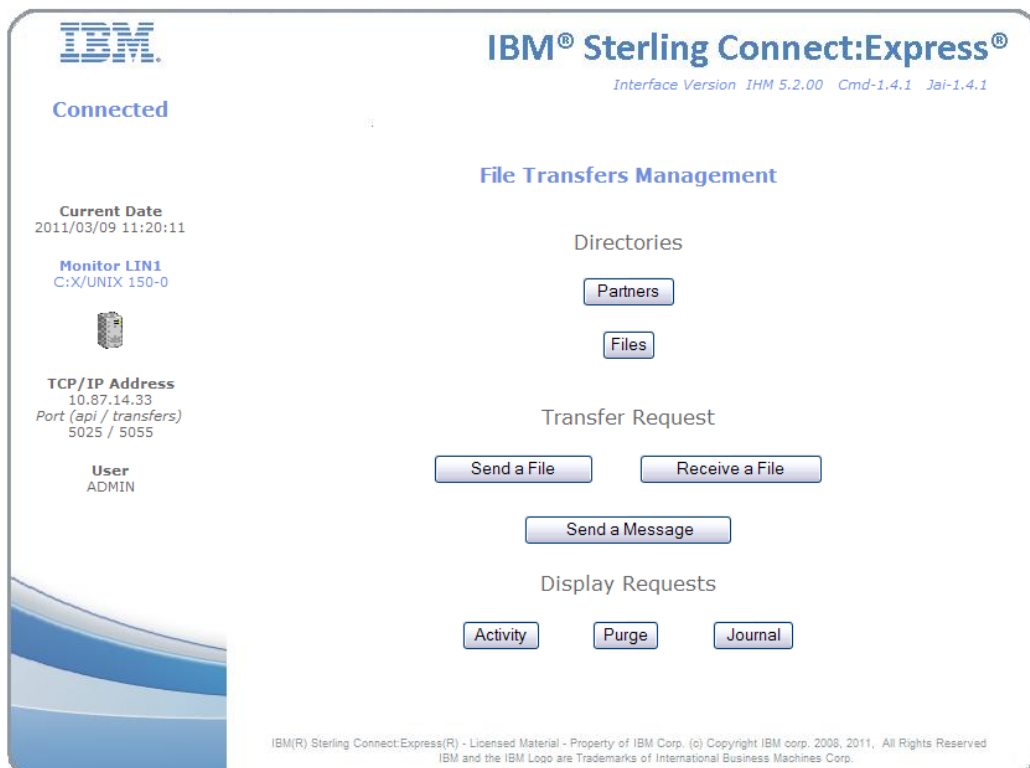 IBM.
IBM® Sterling Connect:Express®
Interface Version IHM 5.2.00 Cmd-1.4.1 Jai-1.4.1
Connected
File Transfers Management
Current Date
2011/03/09 11:20:11
Monitor LIN1
C:X/UNIX 150-0
TCP/IP Address
10.87.14.33
Port (api / transfers)
5025 / 5055
User
ADMIN
Directories
Partners
Files
Transfer Request
Send a File Receive a File
Send a Message
Display Requests
Activity Purge Journal
IBM(R) Sterling Connect:Express(R) - Licensed Material - Property of IBM Corp. (c) Copyright IBM corp. 2008, 2011, All Rights Reserved
IBM and the IBM Logo are Trademarks of International Business Machines Corp.